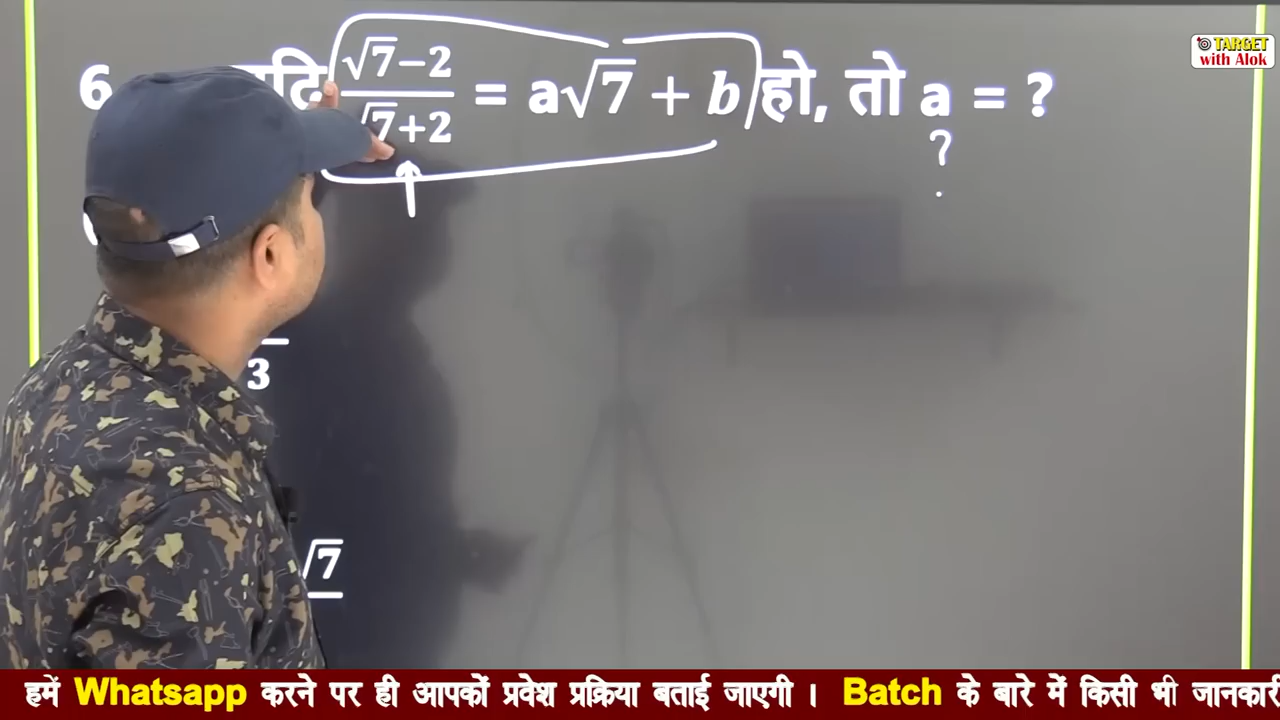 6. यदि (√7−2)/(√7+2) = a√7 + b हो, तो a = ?
?
TARGET
with Alok
3
√7
हमें Whatsapp करने पर ही आपकों प्रवेश प्रक्रिया बताई जाएगी । Batch के बारे में किसी भी जानकारी